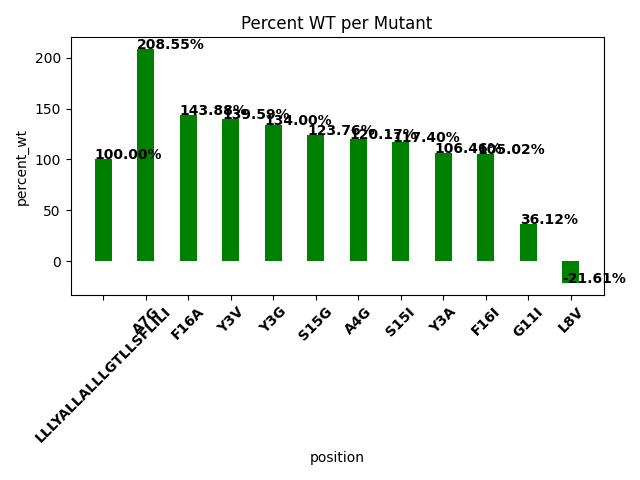 Percent WT per Mutant
percent_wt
200
150
100
50
0
100.00%
208.55%
143.88%
139.59%
134.00%
123.76%
120.17%
117.40%
106.46%
105.02%
36.12%
-21.61%
LLLYALLALLLGTLLSFLILI
A7G
F16A
Y3V
Y3G
S15G
A4G
S15I
Y3A
F16I
G11I
L8V
position